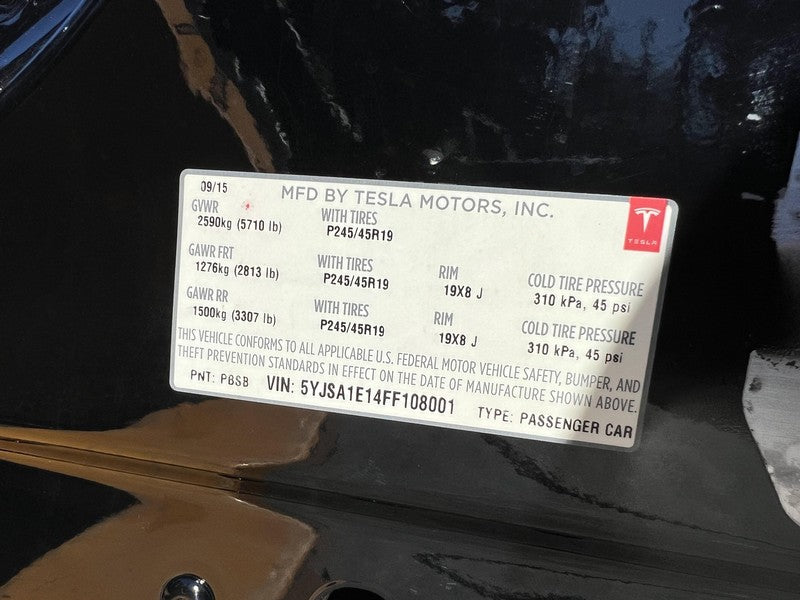 09/15
MFD BY TESLA MOTORS, INC.
GVWR
2590kg (5710 lb)
WITH TIRES
P245/45R19
TESLA
GAWR FRT
1276kg (2813 lb)
WITH TIRES
P245/45R19
RIM
19X8 J
COLD TIRE PRESSURE
310 kPa, 45 psi
GAWR RR
1500kg (3307 lb)
WITH TIRES
P245/45R19
RIM
19X8 J
COLD TIRE PRESSURE
310 kPa, 45 psi
THIS VEHICLE CONFORMS TO ALL APPLICABLE U.S. FEDERAL MOTOR VEHICLE SAFETY, BUMPER, AND
THEFT PREVENTION STANDARDS IN EFFECT ON THE DATE OF MANUFACTURE SHOWN ABOVE.
PNT: PBSB VIN: 5YJSA1E14FF108001 TYPE: PASSENGER CAR